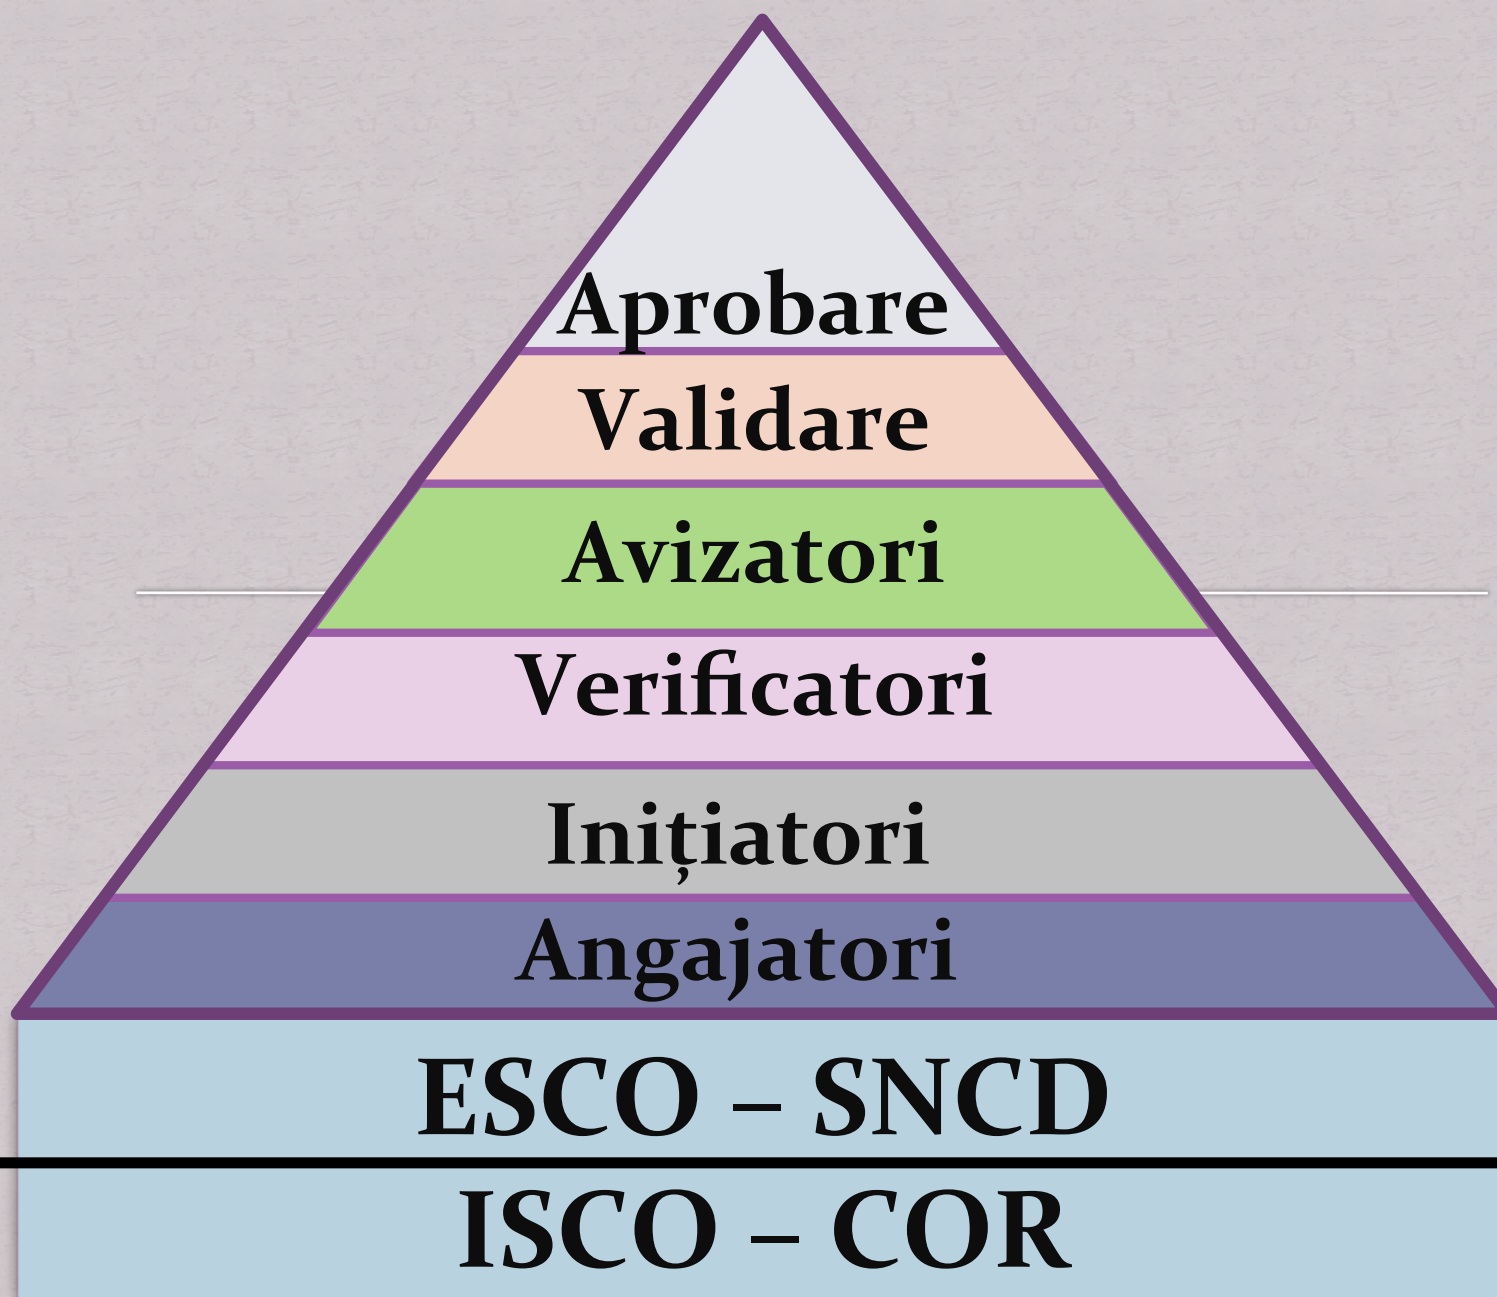 Aprobare
Validare
Avizatori
Verificatori
Inițiatori
Angajatori
ESCO – SNCD
ISCO – COR